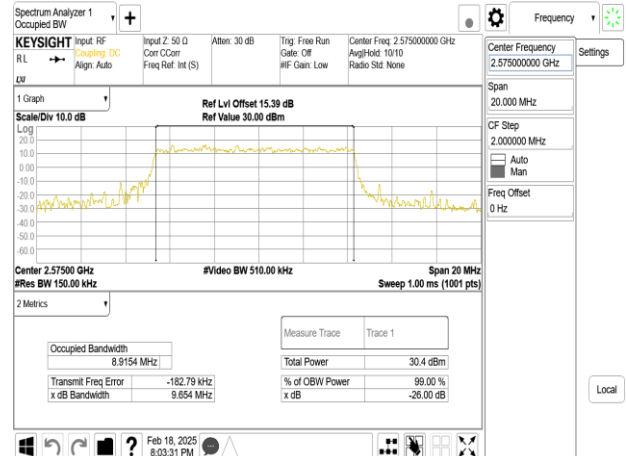 Spectrum Analyzer 1
Occupied BW
Frequency
KEYSIGHT
Input: RF
Coupling: DC
Align: Auto
Input Z: 50 Ω
Corr CCorr
Freq Ref: Int (S)
Atten: 30 dB
Trig: Free Run
Gate: Off
#IF Gain: Low
Center Freq: 2.575000000 GHz
Avg|Hold: 10/10
Radio Std: None
RL
LXI
Center Frequency
2.575000000 GHz
Settings
Span
20.000 MHz
CF Step
2.000000 MHz
Auto
Man
Freq Offset
0 Hz
1 Graph
Ref Lvl Offset 15.39 dB
Scale/Div 10.0 dB
Ref Value 30.00 dBm
Log
20.0
10.0
0.00
-10.0
-20.0
-30.0
-40.0
-50.0
-60.0
Center 2.57500 GHz
#Video BW 510.00 kHz
Span 20 MHz
#Res BW 150.00 kHz
Sweep 1.00 ms (1001 pts)
2 Metrics
Measure Trace
Trace 1
Occupied Bandwidth
8.9154 MHz
Total Power
30.4 dBm
Transmit Freq Error
-182.79 kHz
% of OBW Power
99.00 %
x dB Bandwidth
9.654 MHz
x dB
-26.00 dB
Local
?
Feb 18, 2025
8:03:31 PM